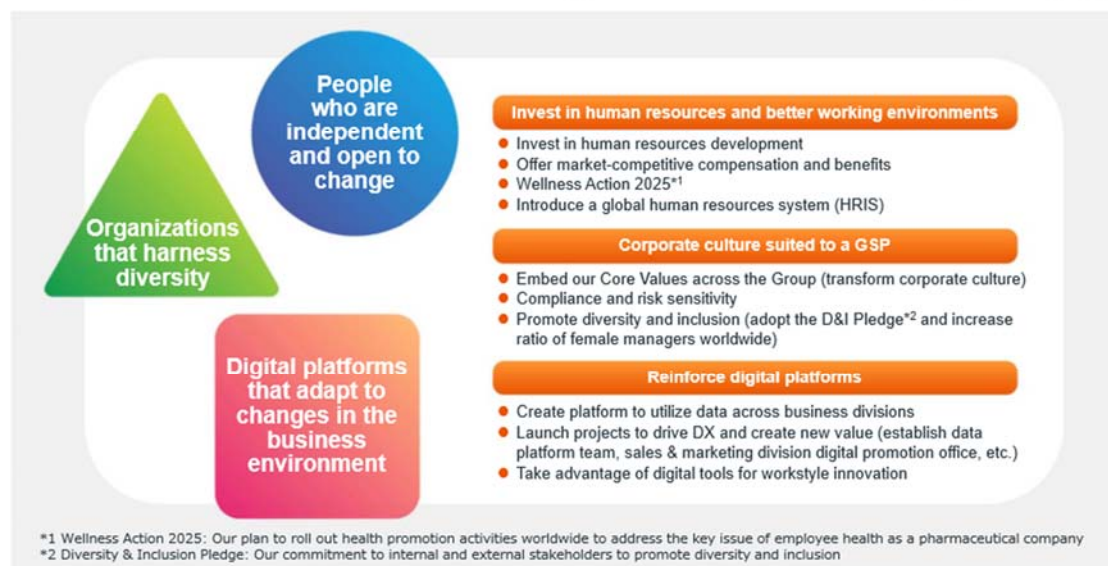 People
who are
independent
and open to
change
Organizations
that harness
diversity
Digital platforms
that adapt to
changes in the
business
environment
Invest in human resources and better working environments
● Invest in human resources development
● Offer market-competitive compensation and benefits
● Wellness Action 2025*1
● Introduce a global human resources system (HRIS)
Corporate culture suited to a GSP
● Embed our Core Values across the Group (transform corporate culture)
● Compliance and risk sensitivity
● Promote diversity and inclusion (adopt the D&I Pledge*2 and increase
ratio of female managers worldwide)
Reinforce digital platforms
● Create platform to utilize data across business divisions
● Launch projects to drive DX and create new value (establish data
platform team, sales & marketing division digital promotion office, etc.)
● Take advantage of digital tools for workstyle innovation
*1 Wellness Action 2025: Our plan to roll out health promotion activities worldwide to address the key issue of employee health as a pharmaceutical company
*2 Diversity & Inclusion Pledge: Our commitment to internal and external stakeholders to promote diversity and inclusion